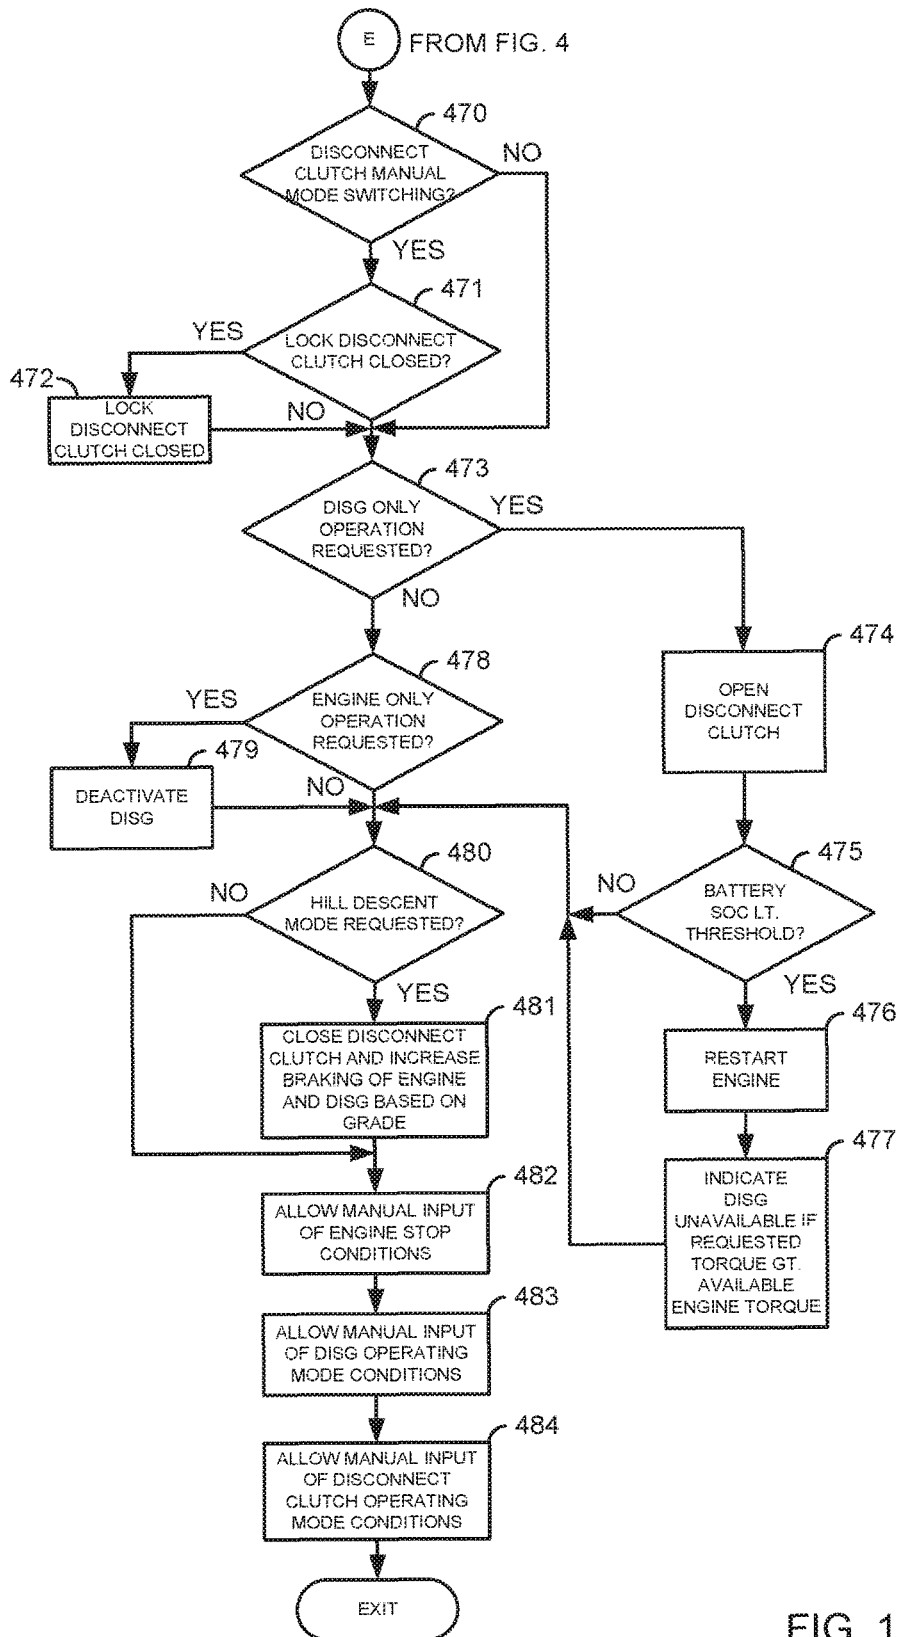 E
FROM FIG. 4
470
DISCONNECT
CLUTCH MANUAL
MODE SWITCHING?
NO
YES
471
LOCK DISCONNECT
CLUTCH CLOSED?
YES
472
LOCK
DISCONNECT
CLUTCH CLOSED
NO
473
DISG ONLY
OPERATION
REQUESTED?
YES
NO
474
OPEN
DISCONNECT
CLUTCH
478
ENGINE ONLY
OPERATION
REQUESTED?
YES
479
DEACTIVATE
DISG
NO
475
BATTERY
SOC LT.
THRESHOLD?
NO
YES
480
HILL DESCENT
MODE REQUESTED?
NO
YES
476
RESTART
ENGINE
481
CLOSE DISCONNECT
CLUTCH AND INCREASE
BRAKING OF ENGINE
AND DISG BASED ON
GRADE
477
INDICATE
DISG
UNAVAILABLE IF
REQUESTED
TORQUE GT.
AVAILABLE
ENGINE TORQUE
482
ALLOW MANUAL INPUT
OF ENGINE STOP
CONDITIONS
483
ALLOW MANUAL INPUT
OF DISG OPERATING
MODE CONDITIONS
484
ALLOW MANUAL INPUT
OF DISCONNECT
CLUTCH OPERATING
MODE CONDITIONS
EXIT
FIG. 1